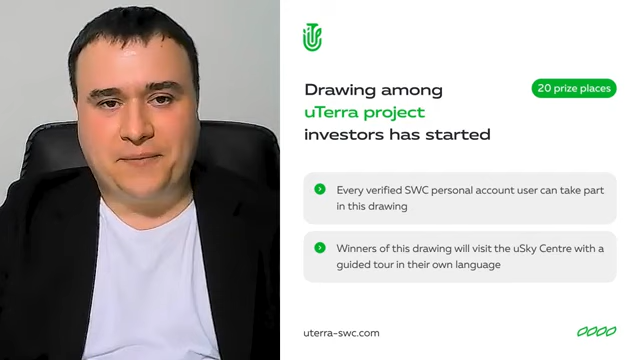 Drawing among
uTerra project
investors has started
20 prize places
Every verified SWC personal account user can take part
in this drawing
Winners of this drawing will visit the uSky Centre with a
guided tour in their own language
uterra-swc.com